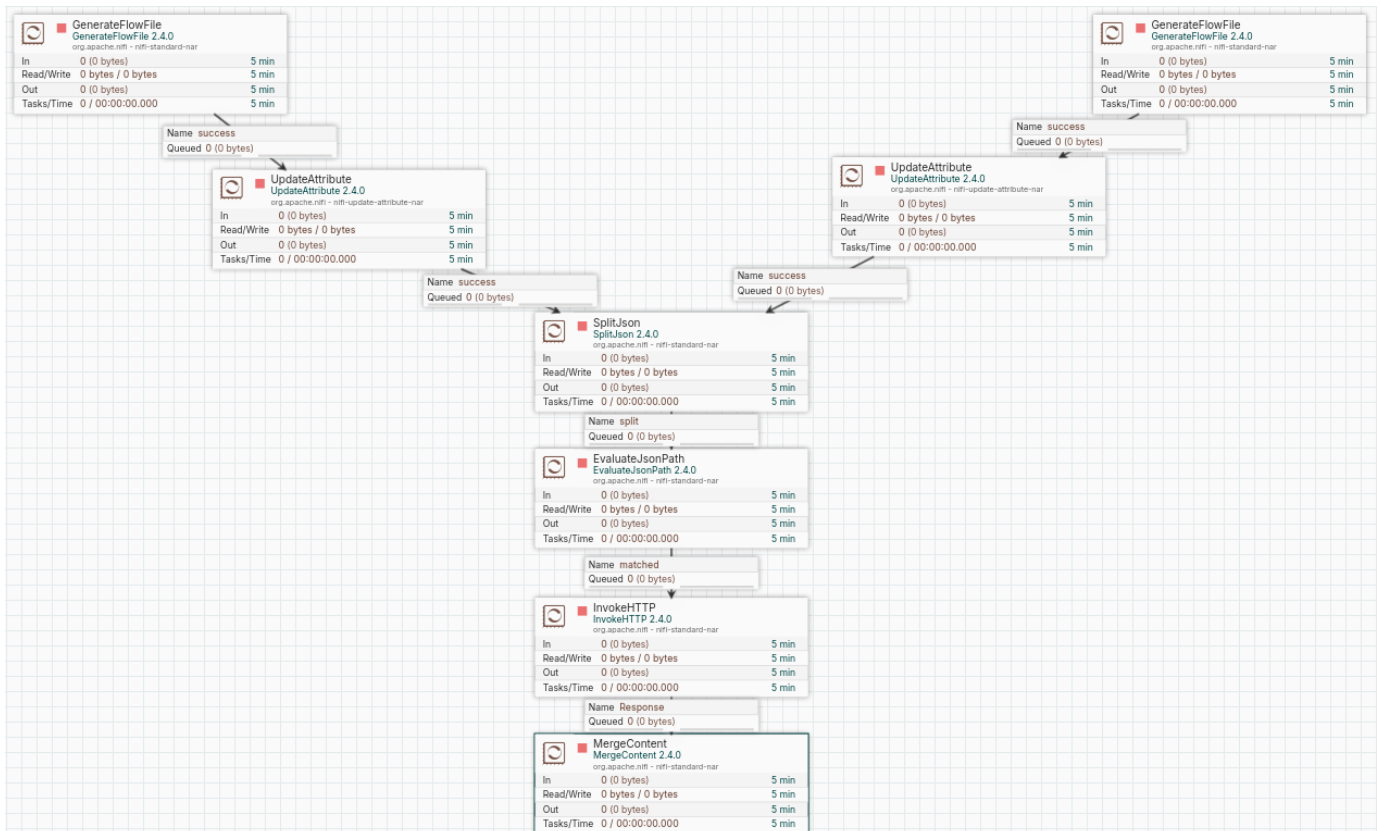 GenerateFlowFile
GenerateFlowFile 2.4.0
org.apache.nifi - nifi-standard-nar
In 0 (0 bytes) 5 min
Read/Write 0 bytes / 0 bytes 5 min
Out 0 (0 bytes) 5 min
Tasks/Time 0 / 00:00:00.000 5 min
GenerateFlowFile
GenerateFlowFile 2.4.0
org.apache.nifi - nifi-standard-nar
In 0 (0 bytes) 5 min
Read/Write 0 bytes / 0 bytes 5 min
Out 0 (0 bytes) 5 min
Tasks/Time 0 / 00:00:00.000 5 min
Name success
Queued 0 (0 bytes)
Name success
Queued 0 (0 bytes)
UpdateAttribute
UpdateAttribute 2.4.0
org.apache.nifi - nifi-update-attribute-nar
In 0 (0 bytes) 5 min
Read/Write 0 bytes / 0 bytes 5 min
Out 0 (0 bytes) 5 min
Tasks/Time 0 / 00:00:00.000 5 min
UpdateAttribute
UpdateAttribute 2.4.0
org.apache.nifi - nifi-update-attribute-nar
In 0 (0 bytes) 5 min
Read/Write 0 bytes / 0 bytes 5 min
Out 0 (0 bytes) 5 min
Tasks/Time 0 / 00:00:00.000 5 min
Name success
Queued 0 (0 bytes)
Name success
Queued 0 (0 bytes)
SplitJson
SplitJson 2.4.0
org.apache.nifi - nifi-standard-nar
In 0 (0 bytes) 5 min
Read/Write 0 bytes / 0 bytes 5 min
Out 0 (0 bytes) 5 min
Tasks/Time 0 / 00:00:00.000 5 min
Name split
Queued 0 (0 bytes)
EvaluateJsonPath
EvaluateJsonPath 2.4.0
org.apache.nifi - nifi-standard-nar
In 0 (0 bytes) 5 min
Read/Write 0 bytes / 0 bytes 5 min
Out 0 (0 bytes) 5 min
Tasks/Time 0 / 00:00:00.000 5 min
Name matched
Queued 0 (0 bytes)
InvokeHTTP
InvokeHTTP 2.4.0
org.apache.nifi - nifi-standard-nar
In 0 (0 bytes) 5 min
Read/Write 0 bytes / 0 bytes 5 min
Out 0 (0 bytes) 5 min
Tasks/Time 0 / 00:00:00.000 5 min
Name Response
Queued 0 (0 bytes)
MergeContent
MergeContent 2.4.0
org.apache.nifi - nifi-standard-nar
In 0 (0 bytes) 5 min
Read/Write 0 bytes / 0 bytes 5 min
Out 0 (0 bytes) 5 min
Tasks/Time 0 / 00:00:00.000 5 min